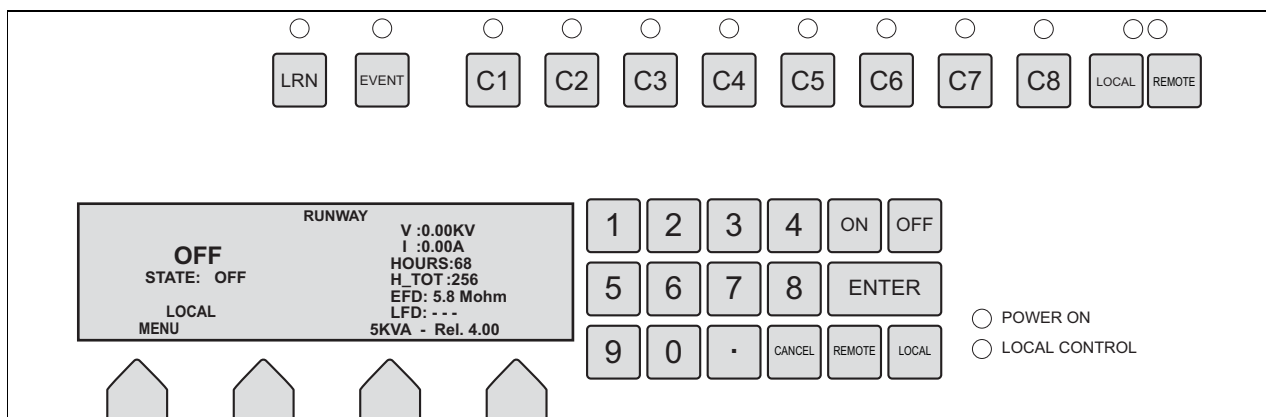 LRN EVENT C1 C2 C3 C4 C5 C6 C7 C8 LOCAL REMOTE
RUNWAY
V :0.00KV
I :0.00A
OFF
HOURS:68
STATE: OFF
H_TOT :256
EFD: 5.8 Mohm
LOCAL
LFD: - - -
MENU
5KVA - Rel. 4.00
1 2 3 4 ON OFF
5 6 7 8 ENTER
9 0 . CANCEL REMOTE LOCAL
POWER ON
LOCAL CONTROL